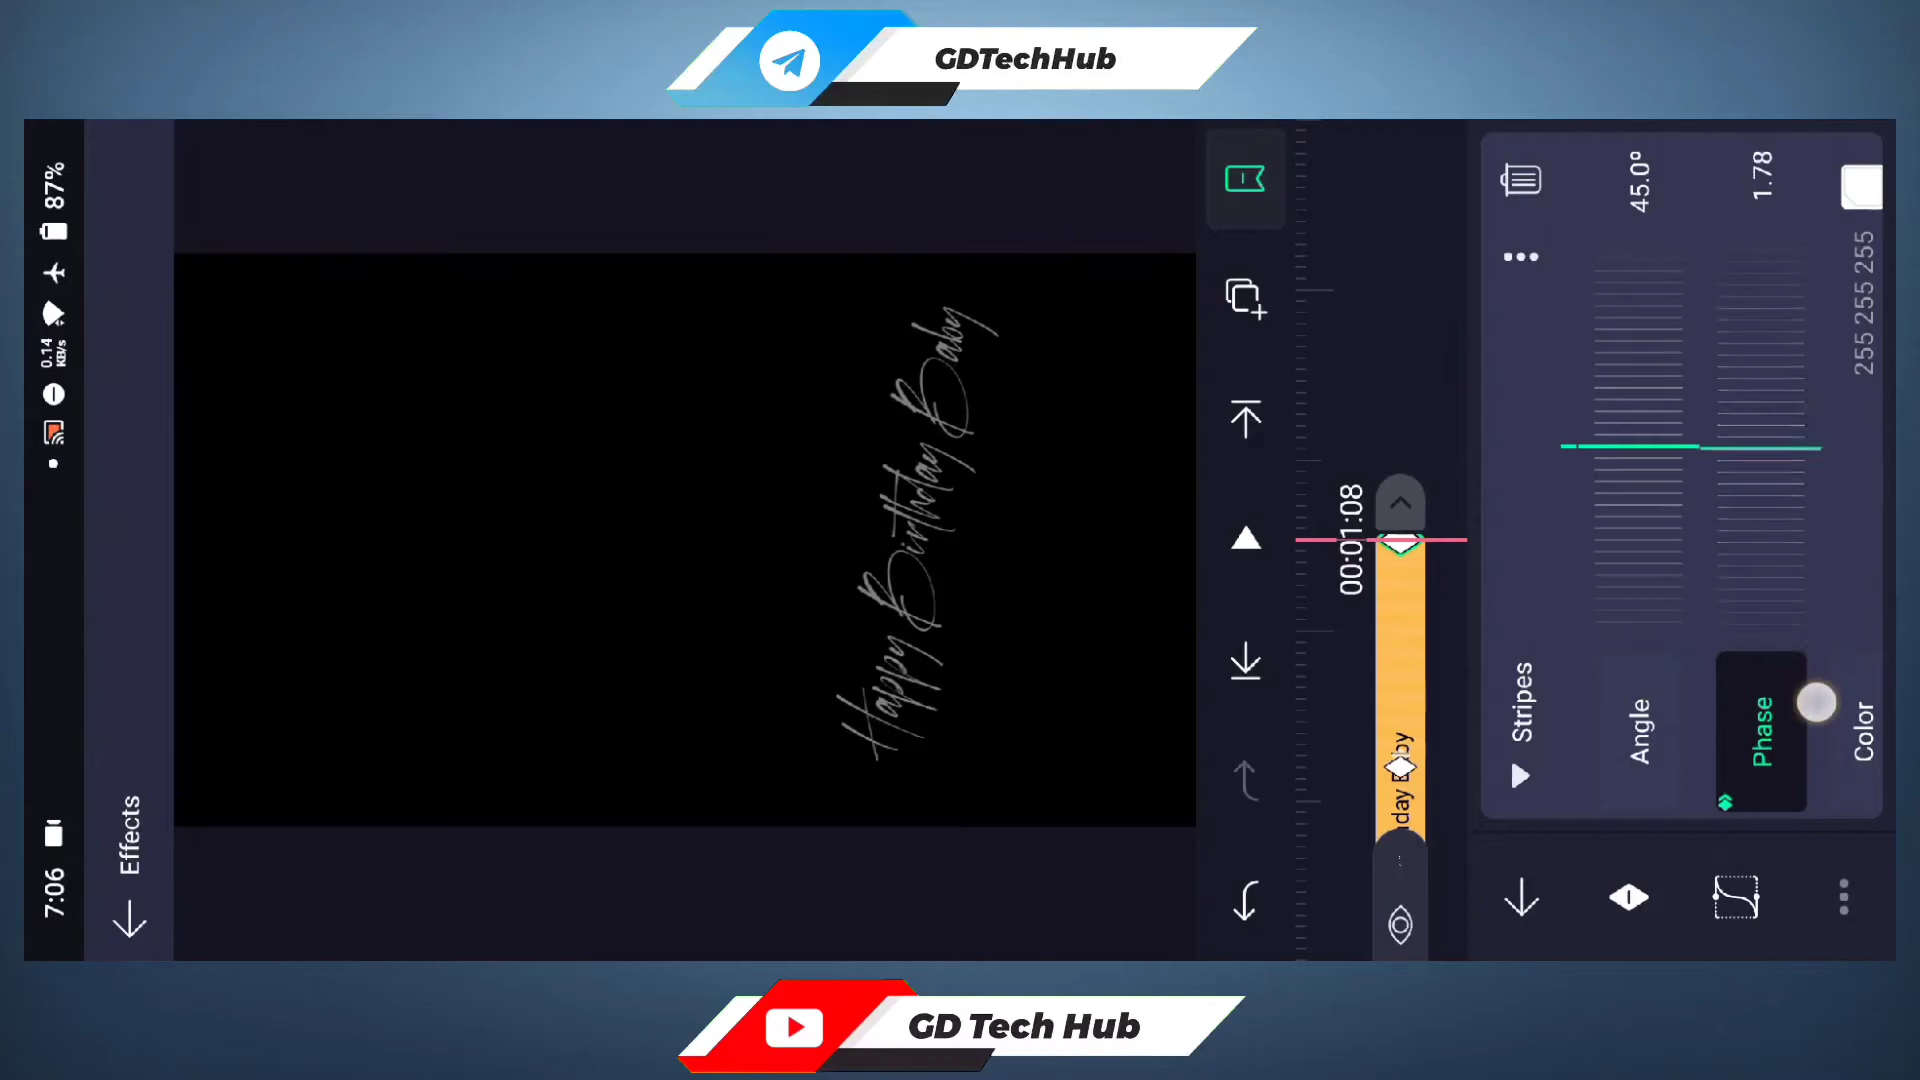 GDTechHub
7:06
0.14
KB/s
87%
Effects
Happy Birthday Baby
00:01:08
Stripes
Angle
45.0°
Phase
1.78
Color
255 255 255
GD Tech Hub